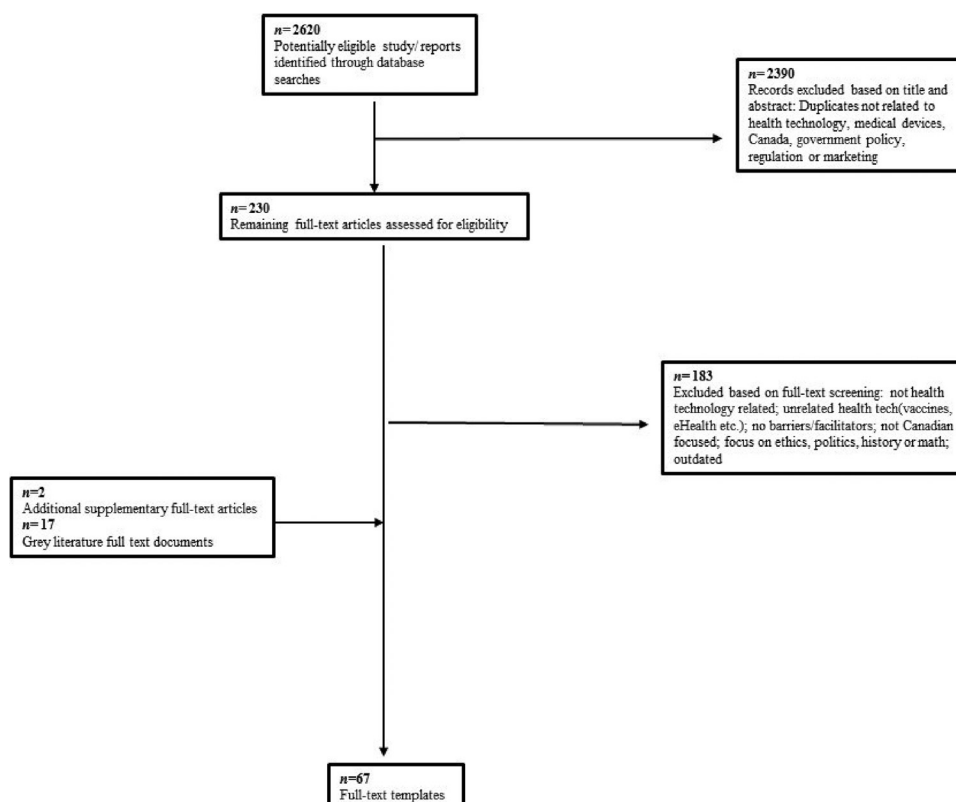 n=2620
Potentially eligible study/ reports
identified through database
searches
n=2390
Records excluded based on title and
abstract: Duplicates not related to
health technology, medical devices,
Canada, government policy,
regulation or marketing
n=230
Remaining full-text articles assessed for eligibility
n=183
Excluded based on full-text screening: not health
technology related; unrelated health tech(vaccines,
eHealth etc.); no barriers/facilitators; not Canadian
focused; focus on ethics, politics, history or math;
outdated
n=2
Additional supplementary full-text articles
n=17
Grey literature full text documents
n=67
Full-text templates